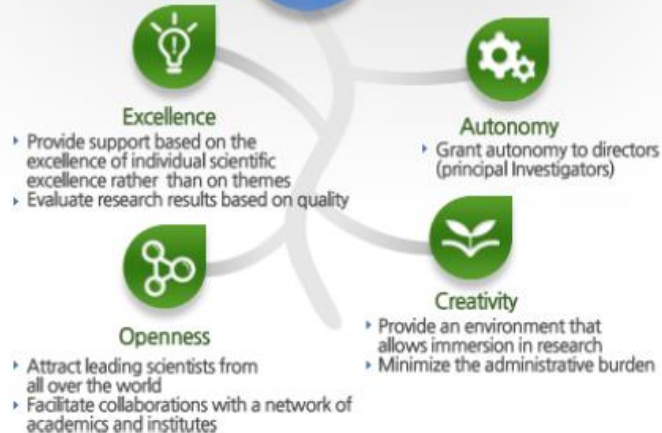 Excellence
‣ Provide support based on the
excellence of individual scientific
excellence rather than on themes
‣ Evaluate research results based on quality
Autonomy
‣ Grant autonomy to directors
(principal Investigators)
Openness
‣ Attract leading scientists from
all over the world
‣ Facilitate collaborations with a network of
academics and institutes
Creativity
‣ Provide an environment that
allows immersion in research
‣ Minimize the administrative burden